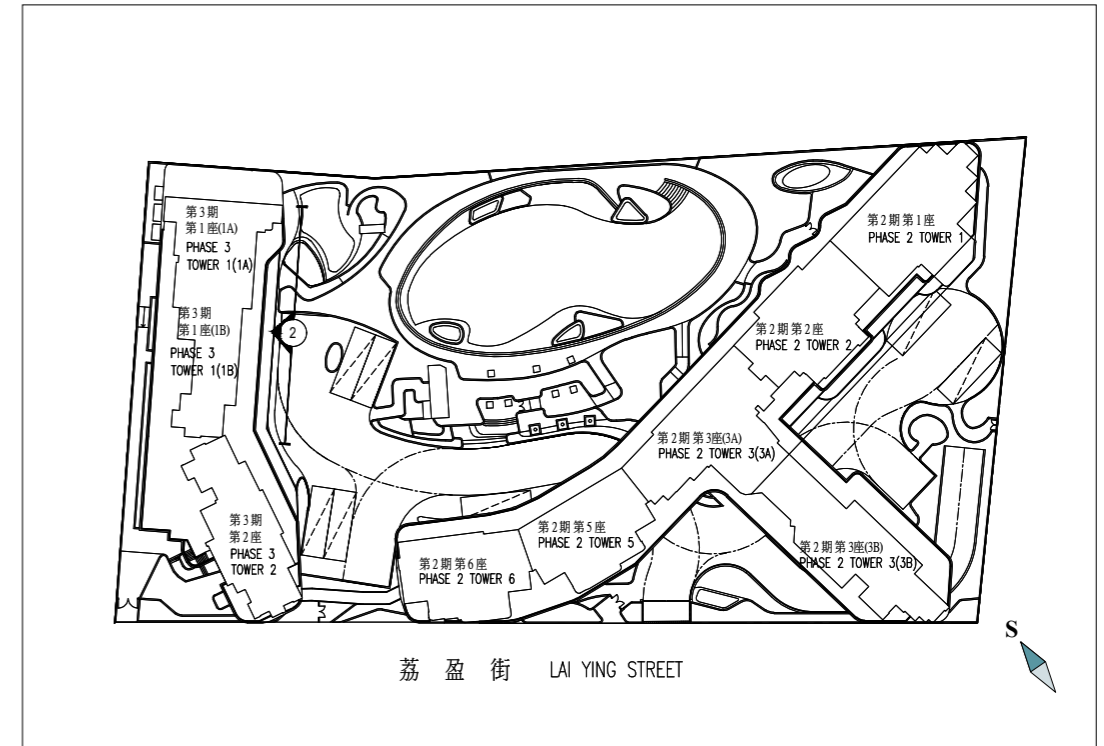 第2期第1座
PHASE 2 TOWER 1
第3期
第1座(1A)
PHASE 3
TOWER 1(1A)
第3期
第1座(1B)
PHASE 3
TOWER 1(1B)
2
第2期第2座
PHASE 2 TOWER 2
第2期第3座(3A)
PHASE 2 TOWER 3(3A)
第3期
第2座
PHASE 3
TOWER 2
第2期第5座
PHASE 2 TOWER 5
第2期第6座
PHASE 2 TOWER 6
第2期第3座(3B)
PHASE 2 TOWER 3(3B)
S
荔盈街 LAI YING STREET